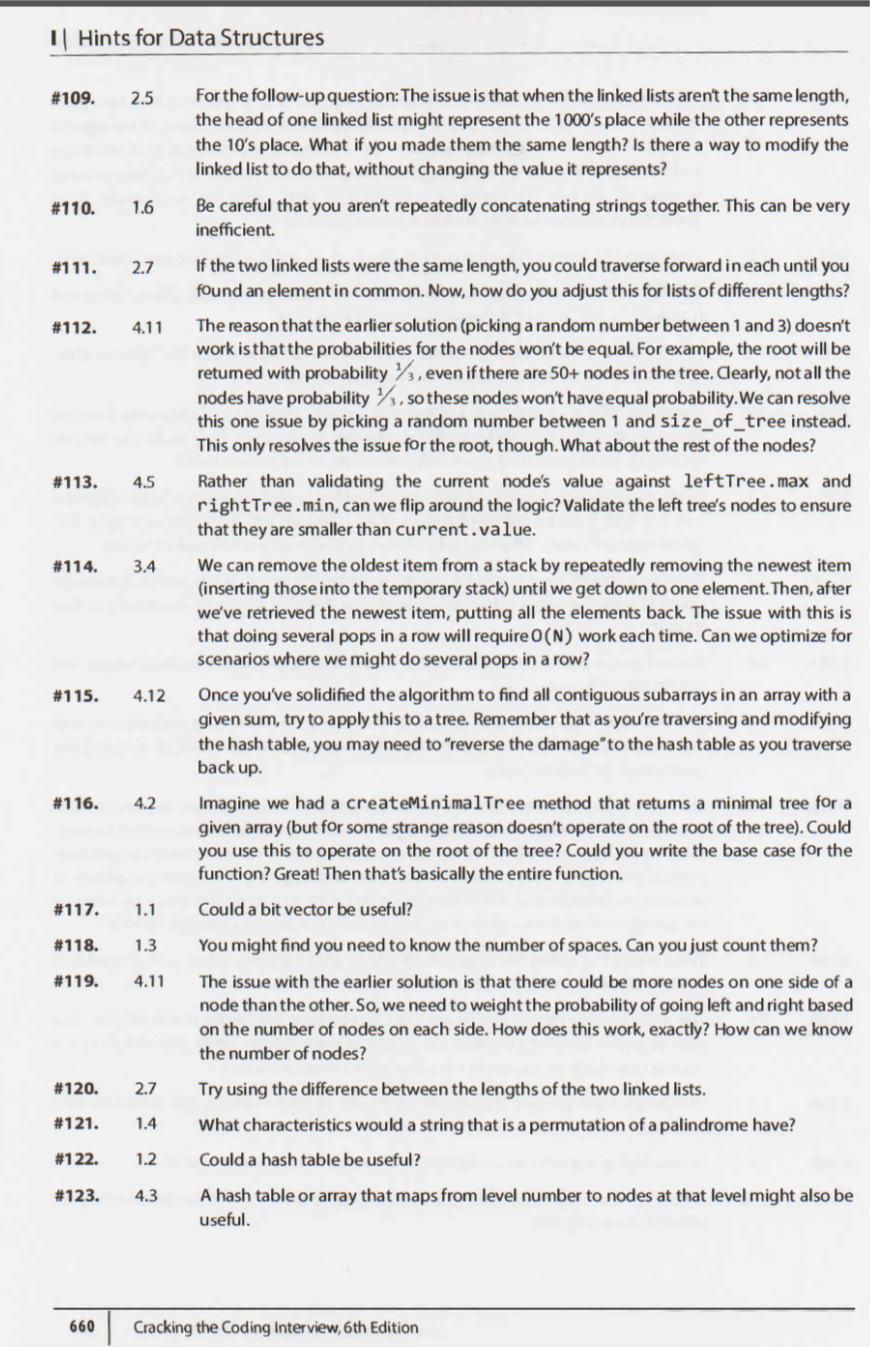 I | Hints for Data Structures
#109. 2.5 For the follow-up question: The issue is that when the linked lists aren't the same length,
the head of one linked list might represent the 1000's place while the other represents
the 10's place. What if you made them the same length? Is there a way to modify the
linked list to do that, without changing the value it represents?
#110. 1.6 Be careful that you aren't repeatedly concatenating strings together. This can be very
inefficient.
#111. 2.7 If the two linked lists were the same length, you could traverse forward in each until you
found an element in common. Now, how do you adjust this for lists of different lengths?
#112. 4.11 The reason that the earlier solution (picking a random number between 1 and 3) doesn't
work is that the probabilities for the nodes won't be equal. For example, the root will be
returned with probability 1/3, even if there are 50+ nodes in the tree. Clearly, not all the
nodes have probability 1/3, so these nodes won't have equal probability. We can resolve
this one issue by picking a random number between 1 and size_of_tree instead.
This only resolves the issue for the root, though. What about the rest of the nodes?
#113. 4.5 Rather than validating the current node's value against leftTree.max and
rightTree.min, can we flip around the logic? Validate the left tree's nodes to ensure
that they are smaller than current.value.
#114. 3.4 We can remove the oldest item from a stack by repeatedly removing the newest item
(inserting those into the temporary stack) until we get down to one element. Then, after
we've retrieved the newest item, putting all the elements back. The issue with this is
that doing several pops in a row will require O(N) work each time. Can we optimize for
scenarios where we might do several pops in a row?
#115. 4.12 Once you've solidified the algorithm to find all contiguous subarrays in an array with a
given sum, try to apply this to a tree. Remember that as you're traversing and modifying
the hash table, you may need to "reverse the damage" to the hash table as you traverse
back up.
#116. 4.2 Imagine we had a createMinimalTree method that returns a minimal tree for a
given array (but for some strange reason doesn't operate on the root of the tree). Could
you use this to operate on the root of the tree? Could you write the base case for the
function? Great! Then that's basically the entire function.
#117. 1.1 Could a bit vector be useful?
#118. 1.3 You might find you need to know the number of spaces. Can you just count them?
#119. 4.11 The issue with the earlier solution is that there could be more nodes on one side of a
node than the other. So, we need to weight the probability of going left and right based
on the number of nodes on each side. How does this work, exactly? How can we know
the number of nodes?
#120. 2.7 Try using the difference between the lengths of the two linked lists.
#121. 1.4 What characteristics would a string that is a permutation of a palindrome have?
#122. 1.2 Could a hash table be useful?
#123. 4.3 A hash table or array that maps from level number to nodes at that level might also be
useful.
660 | Cracking the Coding Interview, 6th Edition